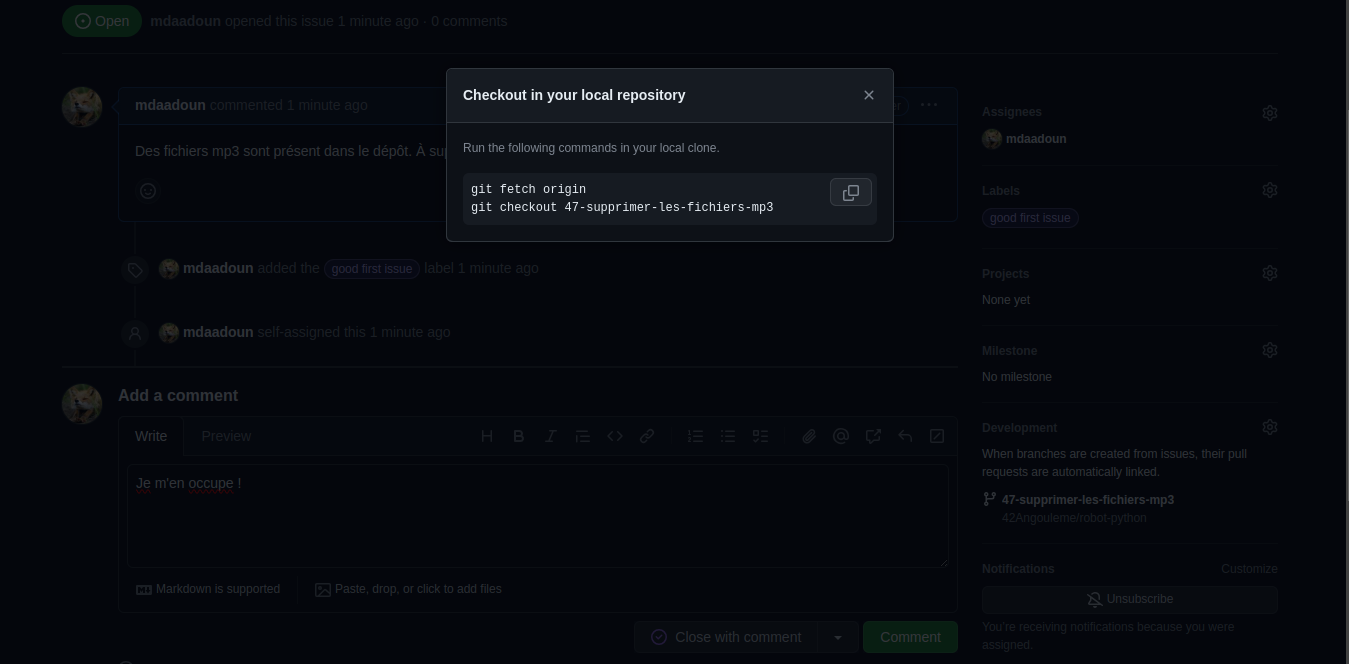 Open
mdaadoun opened this issue 1 minute ago · 0 comments
mdaadoun commented 1 minute ago
Des fichiers mp3 sont présent dans le dépôt. À
Checkout in your local repository
Run the following commands in your local clone.
git fetch origin
git checkout 47-supprimer-les-fichiers-mp3
mdaadoun added the good first issue label 1 minute ago
mdaadoun self-assigned this 1 minute ago
Add a comment
Write Preview
Je m'en occupe !
Markdown is supported
Paste, drop, or click to add files
Close with comment
Comment
Assignees
mdaadoun
Labels
good first issue
Projects
None yet
Milestone
No milestone
Development
When branches are created from issues, their pull
requests are automatically linked.
47-supprimer-les-fichiers-mp3
42Angouleme/robot-python
Notifications Customize
Unsubscribe
You're receiving notifications because you were
assigned.